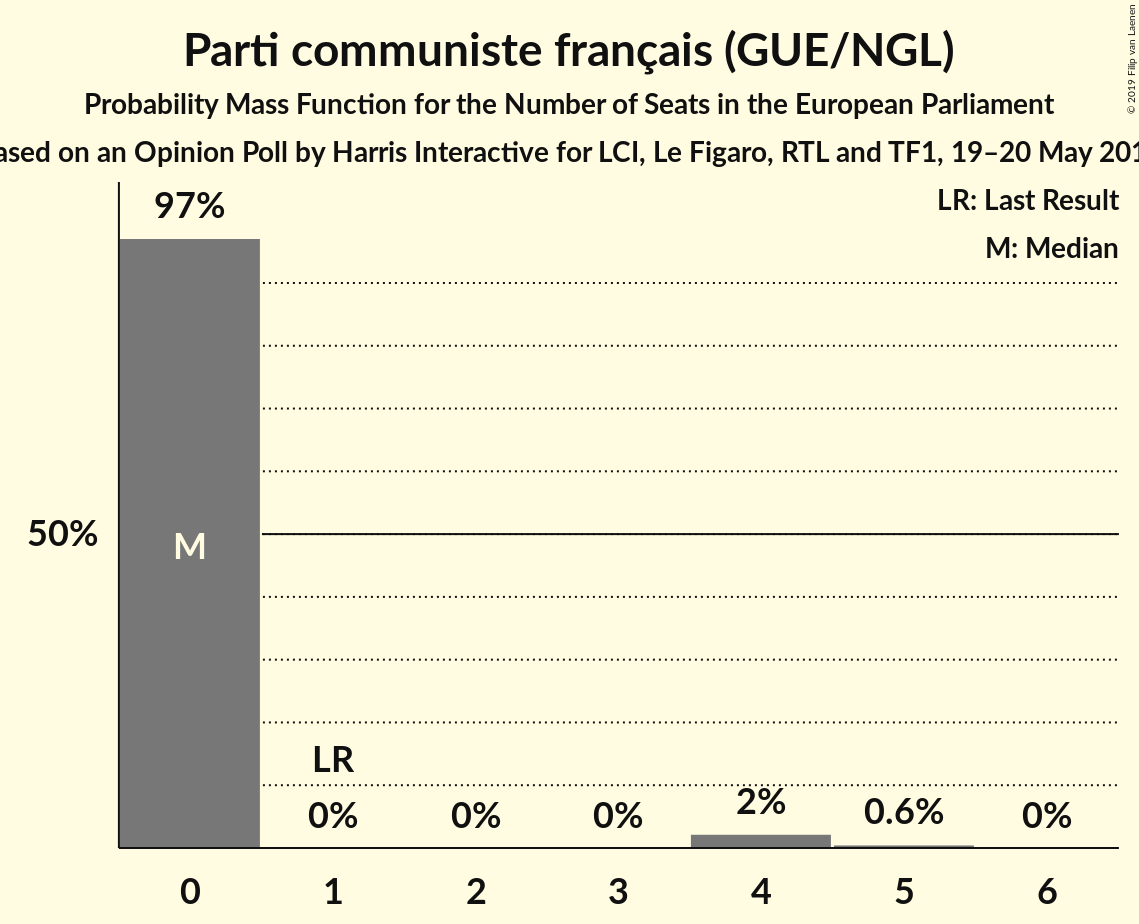 Parti communiste français (GUE/NGL)
Probability Mass Function for the Number of Seats in the European Parliament
ased on an Opinion Poll by Harris Interactive for LCI, Le Figaro, RTL and TF1, 19–20 May 201
© 2019 Filip van Laenen
LR: Last Result
M: Median
97%
50%
M
LR
0%
0%
0%
2%
0.6%
0%
0
1
2
3
4
5
6